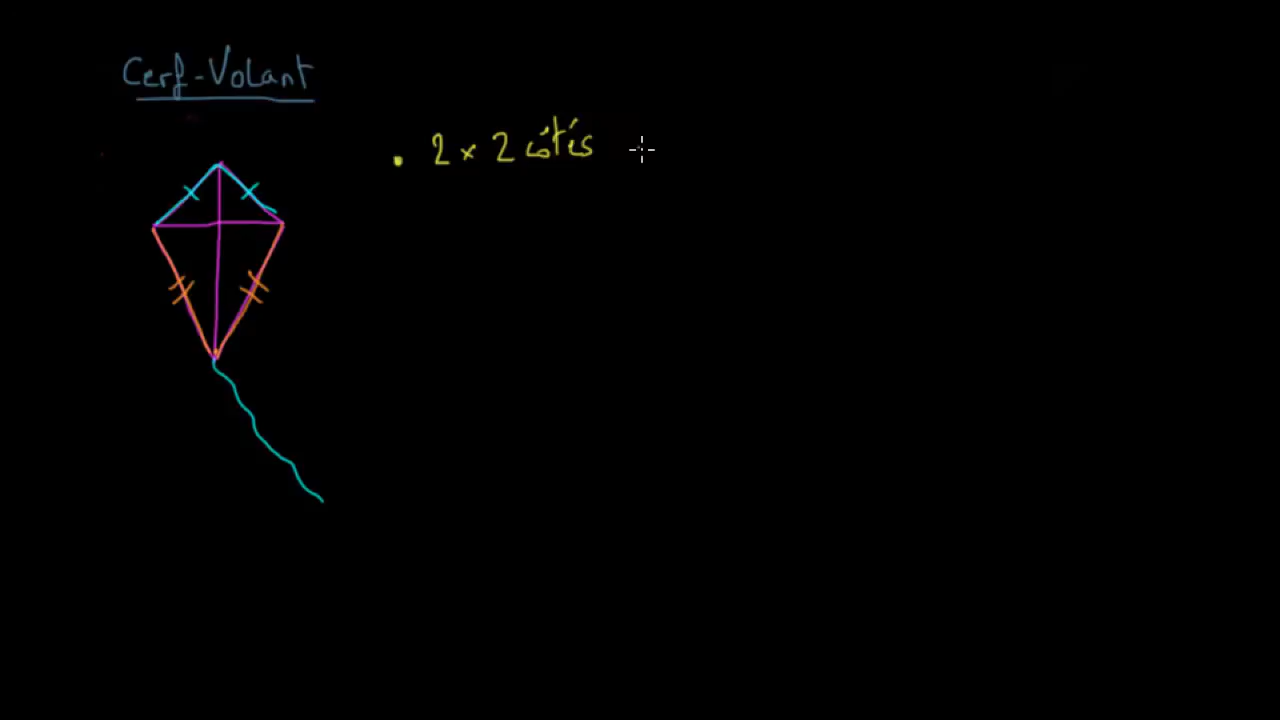 Cerf-Volant
• 2 × 2 côtés